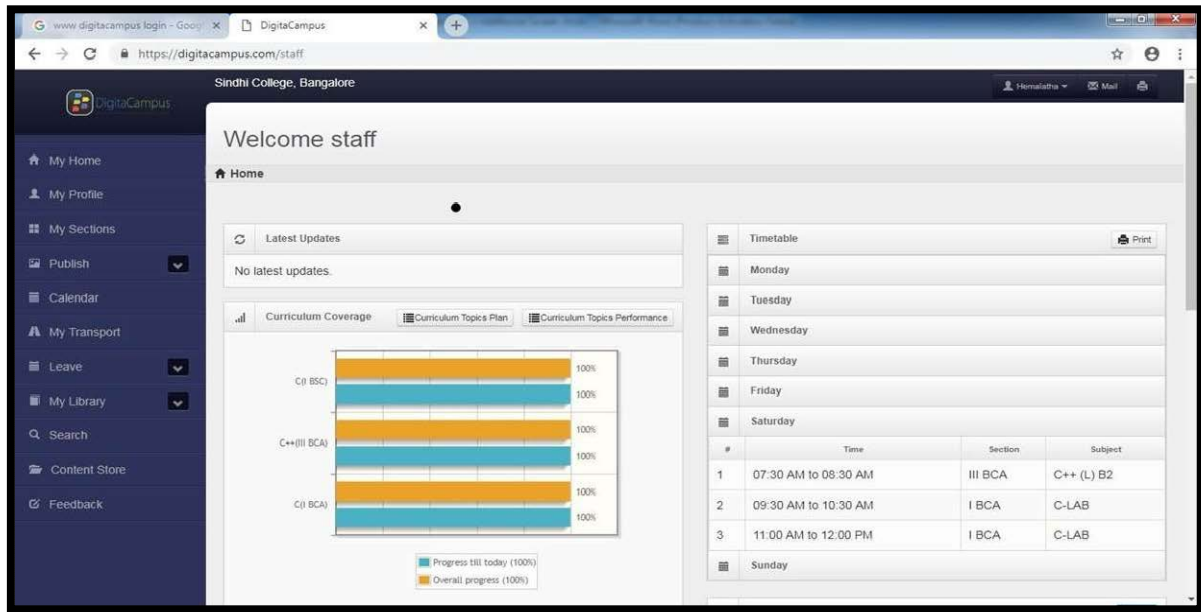 www digitacampus login - Goog
DigitaCampus
https://digitacampus.com/staff
DigitaCampus
Sindhi College, Bangalore
Hemalatha
Mail
Welcome staff
Home
My Home
My Profile
My Sections
Publish
Calendar
My Transport
Leave
My Library
Search
Content Store
Feedback
Latest Updates
No latest updates.
Curriculum Coverage
Curriculum Topics Plan
Curriculum Topics Performance
C(I BSC)
100%
100%
C++(III BCA)
100%
100%
C(I BCA)
100%
100%
Progress till today (100%)
Overall progress (100%)
Timetable
Print
Monday
Tuesday
Wednesday
Thursday
Friday
Saturday
# Time Section Subject
1 07:30 AM to 08:30 AM III BCA C++ (L) B2
2 09:30 AM to 10:30 AM I BCA C-LAB
3 11:00 AM to 12:00 PM I BCA C-LAB
Sunday